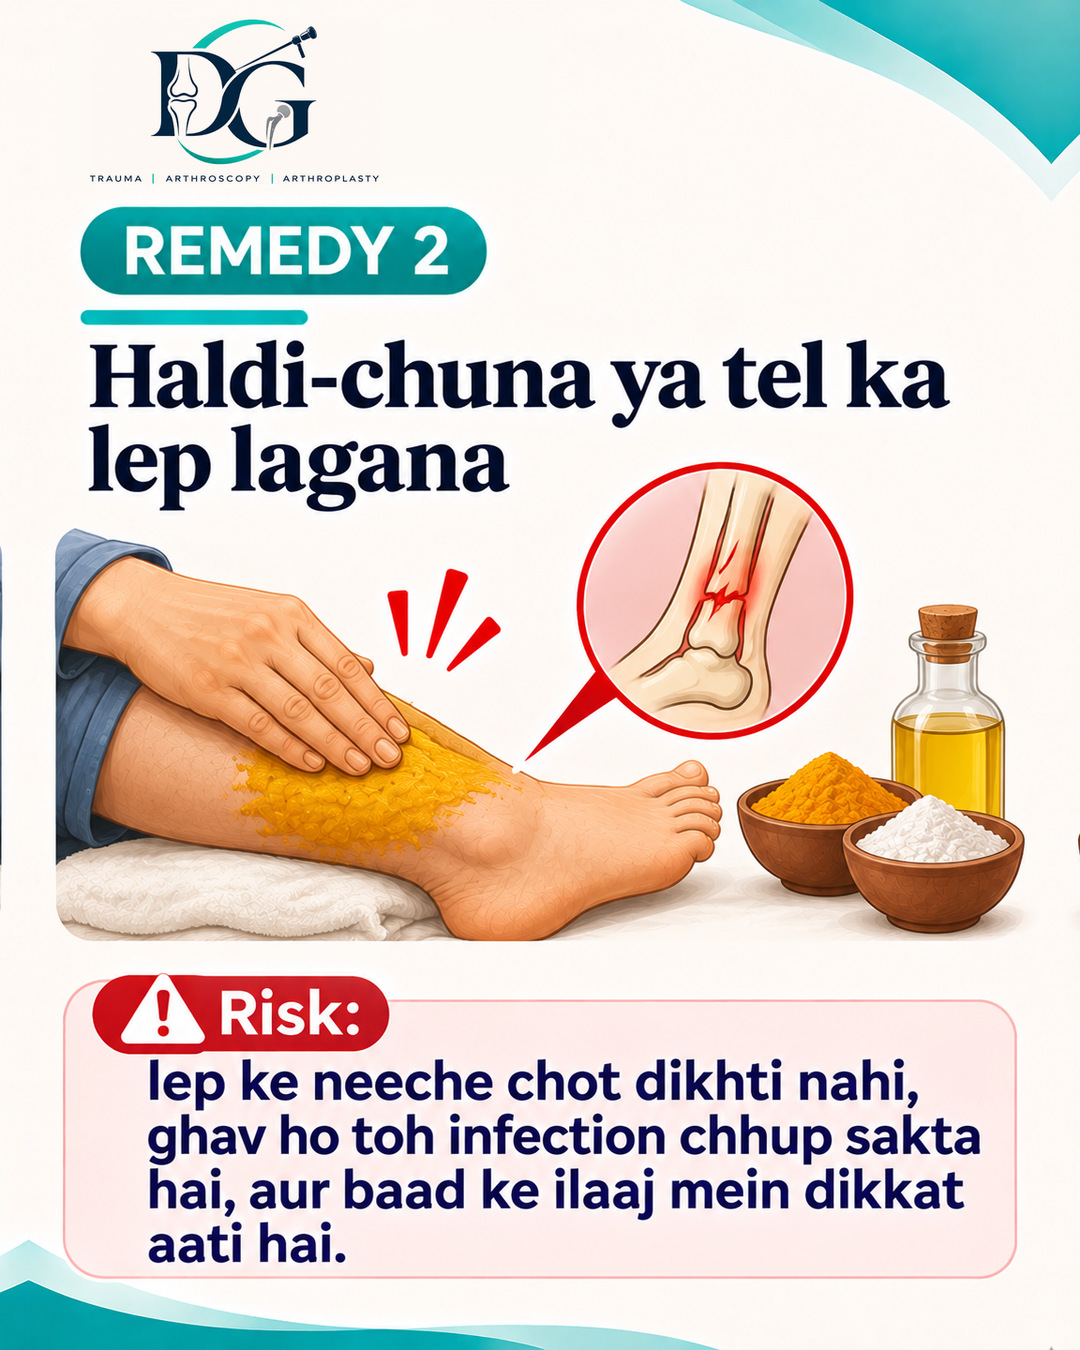 DG
TRAUMA | ARTHROSCOPY | ARTHROPLASTY
REMEDY 2
Haldi-chuna ya tel ka
lep lagana
Risk:
lep ke neeche chot dikhti nahi,
ghav ho toh infection chhup sakta
hai, aur baad ke ilaaj mein dikkat
aati hai.